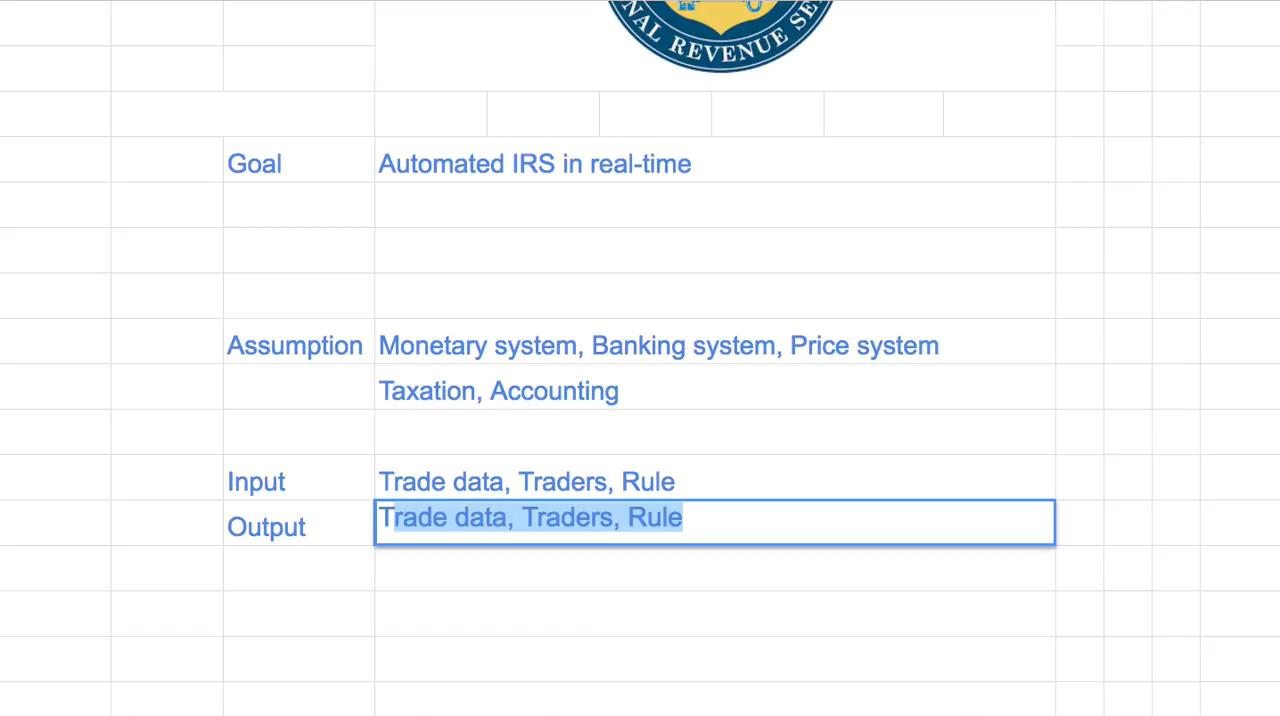 NAL REVENUE SE
Goal Automated IRS in real-time
Assumption Monetary system, Banking system, Price system
Taxation, Accounting
Input Trade data, Traders, Rule
Output Trade data, Traders, Rule